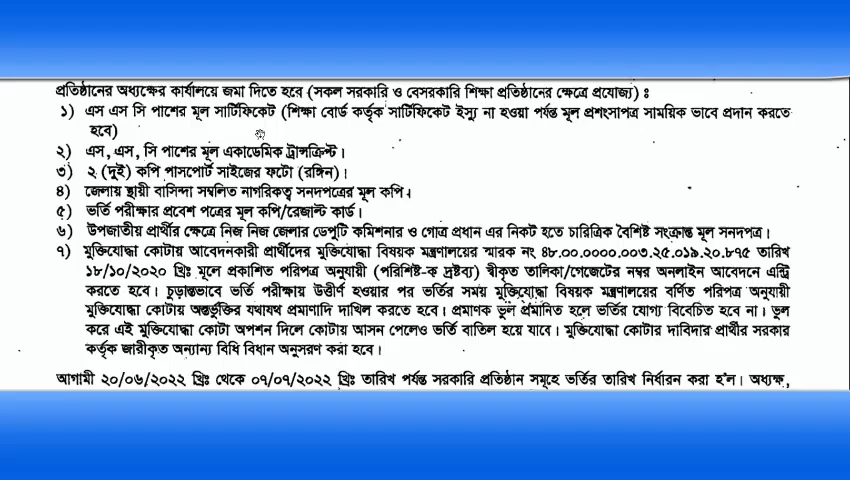 প্রতিষ্ঠানের অধ্যক্ষের কার্যালয়ে জমা দিতে হবে (সকল সরকারি ও বেসরকারি শিক্ষা প্রতিষ্ঠানের ক্ষেত্রে প্রযোজ্য) ঃ
১) এস এস সি পাশের মূল সার্টিফিকেট (শিক্ষা বোর্ড কর্তৃক সার্টিফিকেট ইস্যু না হওয়া পর্যন্ত মূল প্রশংসাপত্র সাময়িক ভাবে প্রদান করতে
হবে)
২) এস, এস, সি পাশের মূল একাডেমিক ট্রান্সক্রিপ্ট।
৩) ২ (দুই) কপি পাসপোর্ট সাইজের ফটো (রঙ্গিন)।
৪) জেলায় স্থায়ী বাসিন্দা সম্বলিত নাগরিকত্ব সনদপত্রের মূল কপি।
৫) ভর্তি পরীক্ষার প্রবেশ পত্রের মূল কপি/রেজাল্ট কার্ড।
৬) উপজাতীয় প্রার্থীর ক্ষেত্রে নিজ নিজ জেলার ডেপুটি কমিশনার ও গোত্র প্রধান এর নিকট হতে চারিত্রিক বৈশিষ্ট সংক্রান্ত মূল সনদপত্র।
৭) মুক্তিযোদ্ধা কোটায় আবেদনকারী প্রার্থীদের মুক্তিযোদ্ধা বিষয়ক মন্ত্রণালয়ের স্মারক নং ৪৮.০০.০০০০.০০৩.২৫.০১৯.২০.৮৭৫ তারিখ
১৮/১০/২০২০ খ্রিঃ মূলে প্রকাশিত পরিপত্র অনুযায়ী (পরিশিষ্ট-ক দ্রষ্টব্য) স্বীকৃত তালিকা/গেজেটের নম্বর অনলাইন আবেদনে এন্ট্রি
করতে হবে। চুড়ান্তভাবে ভর্তি পরীক্ষায় উত্তীর্ণ হওয়ার পর ভর্তির সময় মুক্তিযোদ্ধা বিষয়ক মন্ত্রণালয়ের বর্ণিত পরিপত্র অনুযায়ী
মুক্তিযোদ্ধা কোটায় অন্তর্ভুক্তির যথাযথ প্রমাণাদি দাখিল করতে হবে। প্রমাণক ভুল প্রমানিত হলে ভর্তির যোগ্য বিবেচিত হবে না। ভুল
করে এই মুক্তিযোদ্ধা কোটা অপশন দিলে কোটায় আসন পেলেও ভর্তি বাতিল হয়ে যাবে। মুক্তিযোদ্ধা কোটার দাবিদার প্রার্থীর সরকার
কর্তৃক জারীকৃত অন্যান্য বিধি বিধান অনুসরণ করা হবে।
আগামী ২০/০৬/২০২২ খ্রিঃ থেকে ০৭/০৭/২০২২ খ্রিঃ তারিখ পর্যন্ত সরকারি প্রতিষ্ঠান সমূহে ভর্তির তারিখ নির্ধারন করা হ'ল। অধ্যক্ষ,